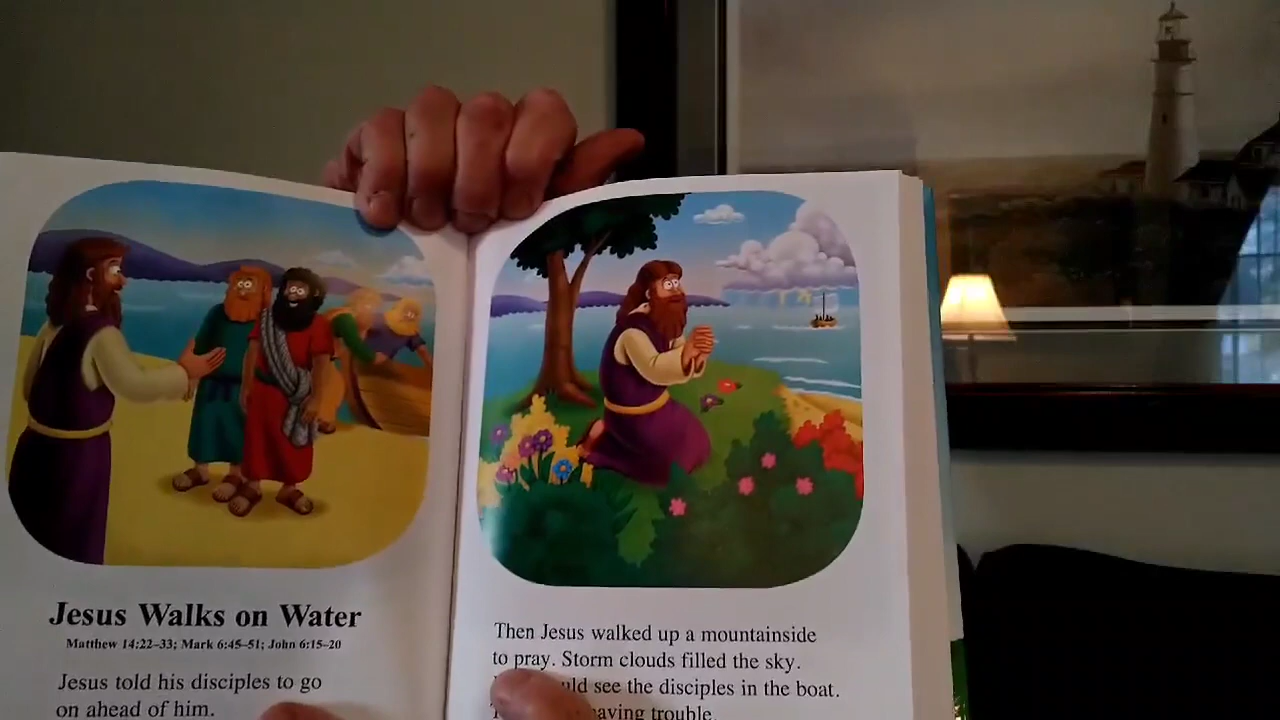 Jesus Walks on Water
Matthew 14:22–33; Mark 6:45–51; John 6:15–20
Jesus told his disciples to go
on ahead of him.
Then Jesus walked up a mountainside
to pray. Storm clouds filled the sky.
see the disciples in the boat.
having trouble.